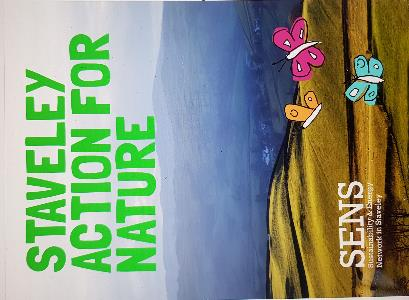 STAVELEY
ACTION FOR
NATURE
SENS
Sustainability & Energy
Network in Staveley